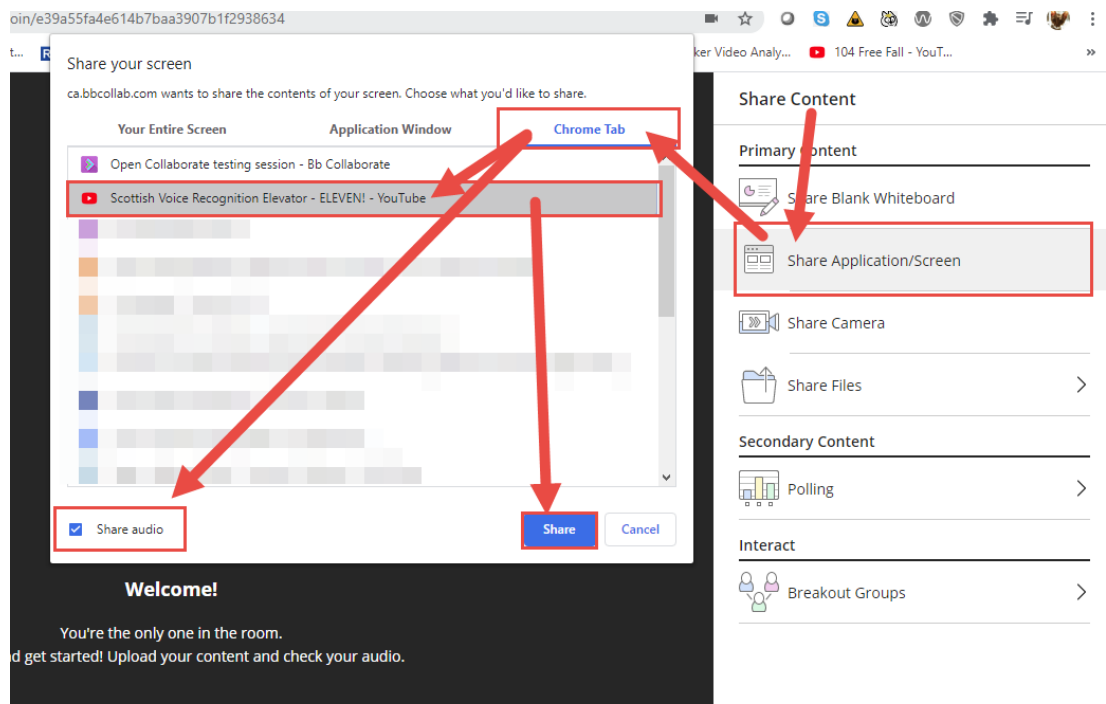 oin/e39a55fa4e614b7baa3907b1f2938634
t...
R
ker Video Analy...
104 Free Fall - YouT...
»
Share your screen
ca.bbcollab.com wants to share the contents of your screen. Choose what you'd like to share.
Your Entire Screen
Application Window
Chrome Tab
Open Collaborate testing session - Bb Collaborate
Scottish Voice Recognition Elevator - ELEVEN! - YouTube
Share audio
Share
Cancel
Welcome!
You're the only one in the room.
d get started! Upload your content and check your audio.
Share Content
Primary Content
Share Blank Whiteboard
Share Application/Screen
Share Camera
Share Files
Secondary Content
Polling
Interact
Breakout Groups